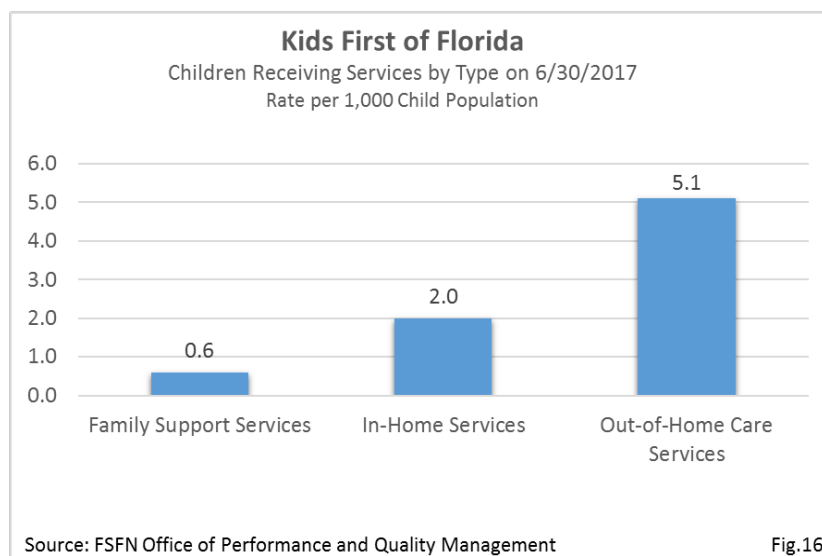 Kids First of Florida
Children Receiving Services by Type on 6/30/2017
Rate per 1,000 Child Population
6.0
5.0
4.0
3.0
2.0
1.0
0.0
0.6
2.0
5.1
Family Support Services
In-Home Services
Out-of-Home Care
Services
Source: FSFN Office of Performance and Quality Management
Fig.16